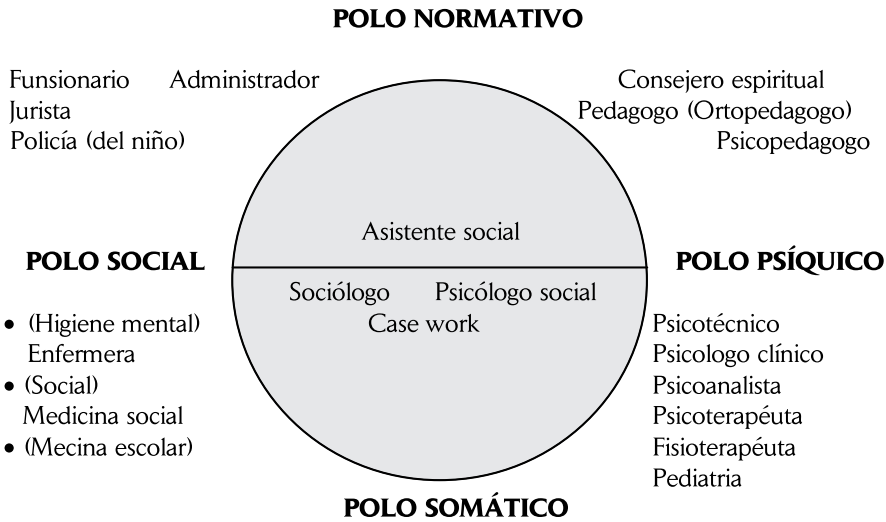 POLO NORMATIVO
Funsionario Administrador
Jurista
Policía (del niño)
Consejero espiritual
Pedagogo (Ortopedagogo)
Psicopedagogo
Asistente social
POLO SOCIAL
POLO PSÍQUICO
Sociólogo Psicólogo social
Case work
• (Higiene mental)
Enfermera
• (Social)
Medicina social
• (Mecina escolar)
Psicotécnico
Psicologo clínico
Psicoanalista
Psicoterapéuta
Fisioterapéuta
Pediatria
POLO SOMÁTICO